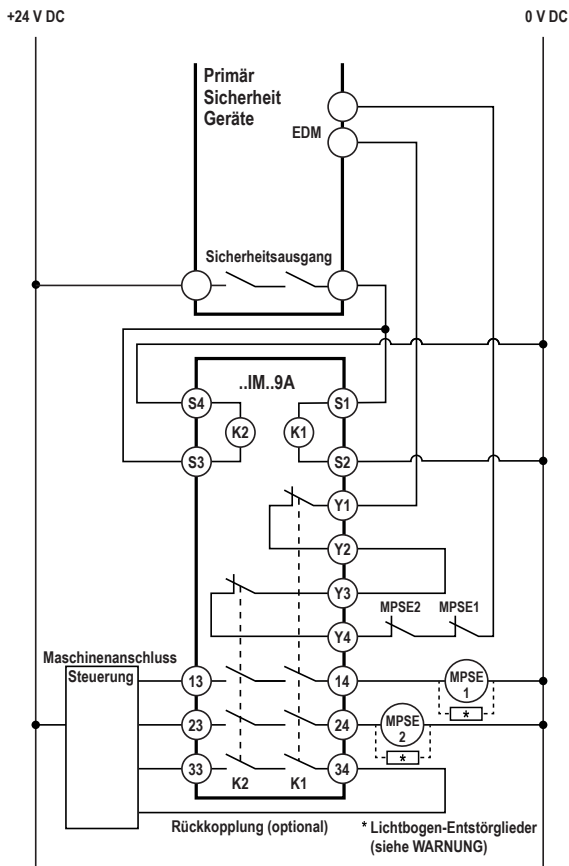 +24 V DC
0 V DC
Primär
Sicherheit
Geräte
EDM
Sicherheitsausgang
..IM..9A
S4
S1
K2
K1
S3
S2
Y1
Y2
Y3
MPSE2
MPSE1
Y4
Maschinenanschluss
Steuerung
13
14
MPSE
1
*
23
24
MPSE
2
*
33
K2
K1
34
Rückkopplung (optional)
* Lichtbogen-Entstörglieder
(siehe WARNUNG)